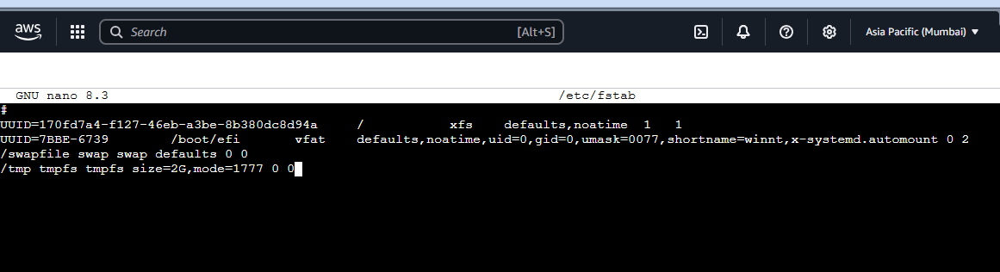 aws Search [Alt+S] Asia Pacific (Mumbai)
GNU nano 8.3 /etc/fstab
#
UUID=170fd7a4-f127-46eb-a3be-8b380dc8d94a / xfs defaults,noatime 1 1
UUID=7BBE-6739 /boot/efi vfat defaults,noatime,uid=0,gid=0,umask=0077,shortname=winnt,x-systemd.automount 0 2
/swapfile swap swap defaults 0 0
/tmp tmpfs tmpfs size=2G,mode=1777 0 0